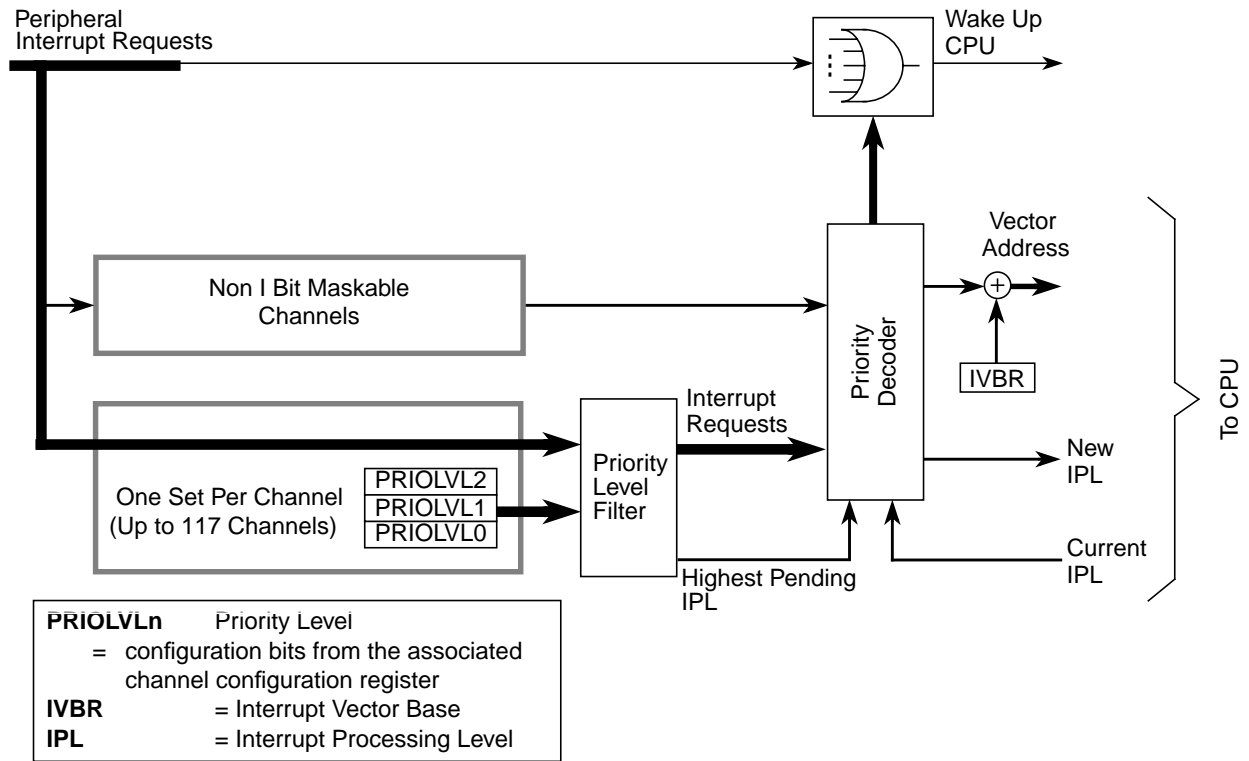 Peripheral
Interrupt Requests
Wake Up
CPU
Non I Bit Maskable
Channels
Vector
Address
+
IVBR
Priority
Decoder
To CPU
Interrupt
Requests
New
IPL
One Set Per Channel
(Up to 117 Channels)
PRIOLVL2
PRIOLVL1
PRIOLVL0
Priority
Level
Filter
Highest Pending
IPL
Current
IPL
PRIOLVLn Priority Level
= configuration bits from the associated
channel configuration register
IVBR = Interrupt Vector Base
IPL = Interrupt Processing Level